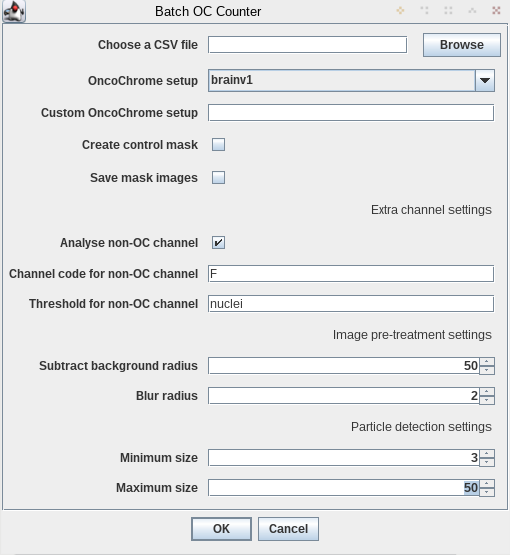 Batch OC Counter
Choose a CSV file Browse
OncoChrome setup brainv1
Custom OncoChrome setup
Create control mask
Save mask images
Extra channel settings
Analyse non-OC channel
Channel code for non-OC channel F
Threshold for non-OC channel nuclei
Image pre-treatment settings
Subtract background radius 50
Blur radius 2
Particle detection settings
Minimum size 3
Maximum size 50
OK Cancel